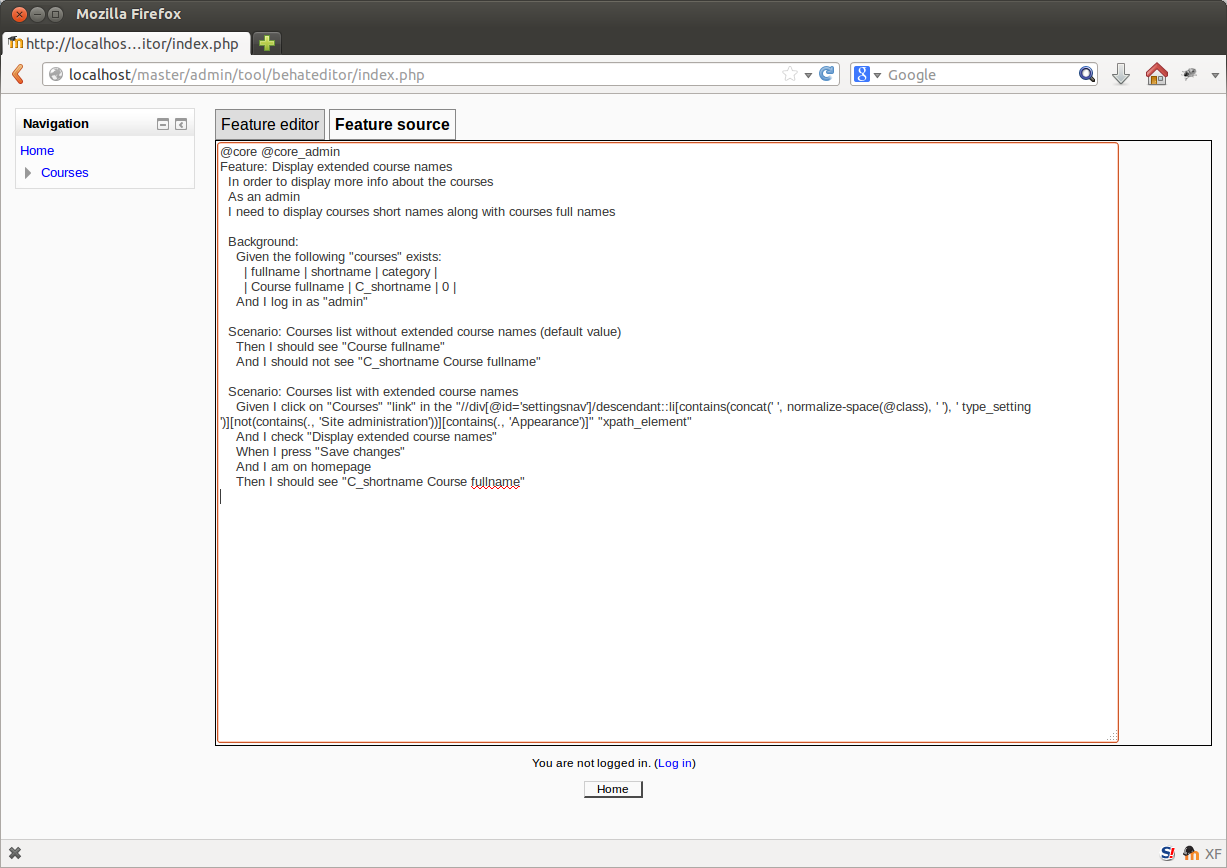 Mozilla Firefox
http://localhos...itor/index.php
localhost/master/admin/tool/behateditor/index.php
Google
Navigation
Home
Courses
Feature editor
Feature source
@core @core_admin
Feature: Display extended course names
In order to display more info about the courses
As an admin
I need to display courses short names along with courses full names
Background:
Given the following "courses" exists:
| fullname | shortname | category |
| Course fullname | C_shortname | 0 |
And I log in as "admin"
Scenario: Courses list without extended course names (default value)
Then I should see "Course fullname"
And I should not see "C_shortname Course fullname"
Scenario: Courses list with extended course names
Given I click on "Courses" "link" in the "//div[@id='settingsnav']/descendant::li[contains(concat(' ', normalize-space(@class), ' '), ' type_setting
')][not(contains(., 'Site administration'))][contains(., 'Appearance')]" "xpath_element"
And I check "Display extended course names"
When I press "Save changes"
And I am on homepage
Then I should see "C_shortname Course fullname"
You are not logged in. (Log in)
Home
S!
XF